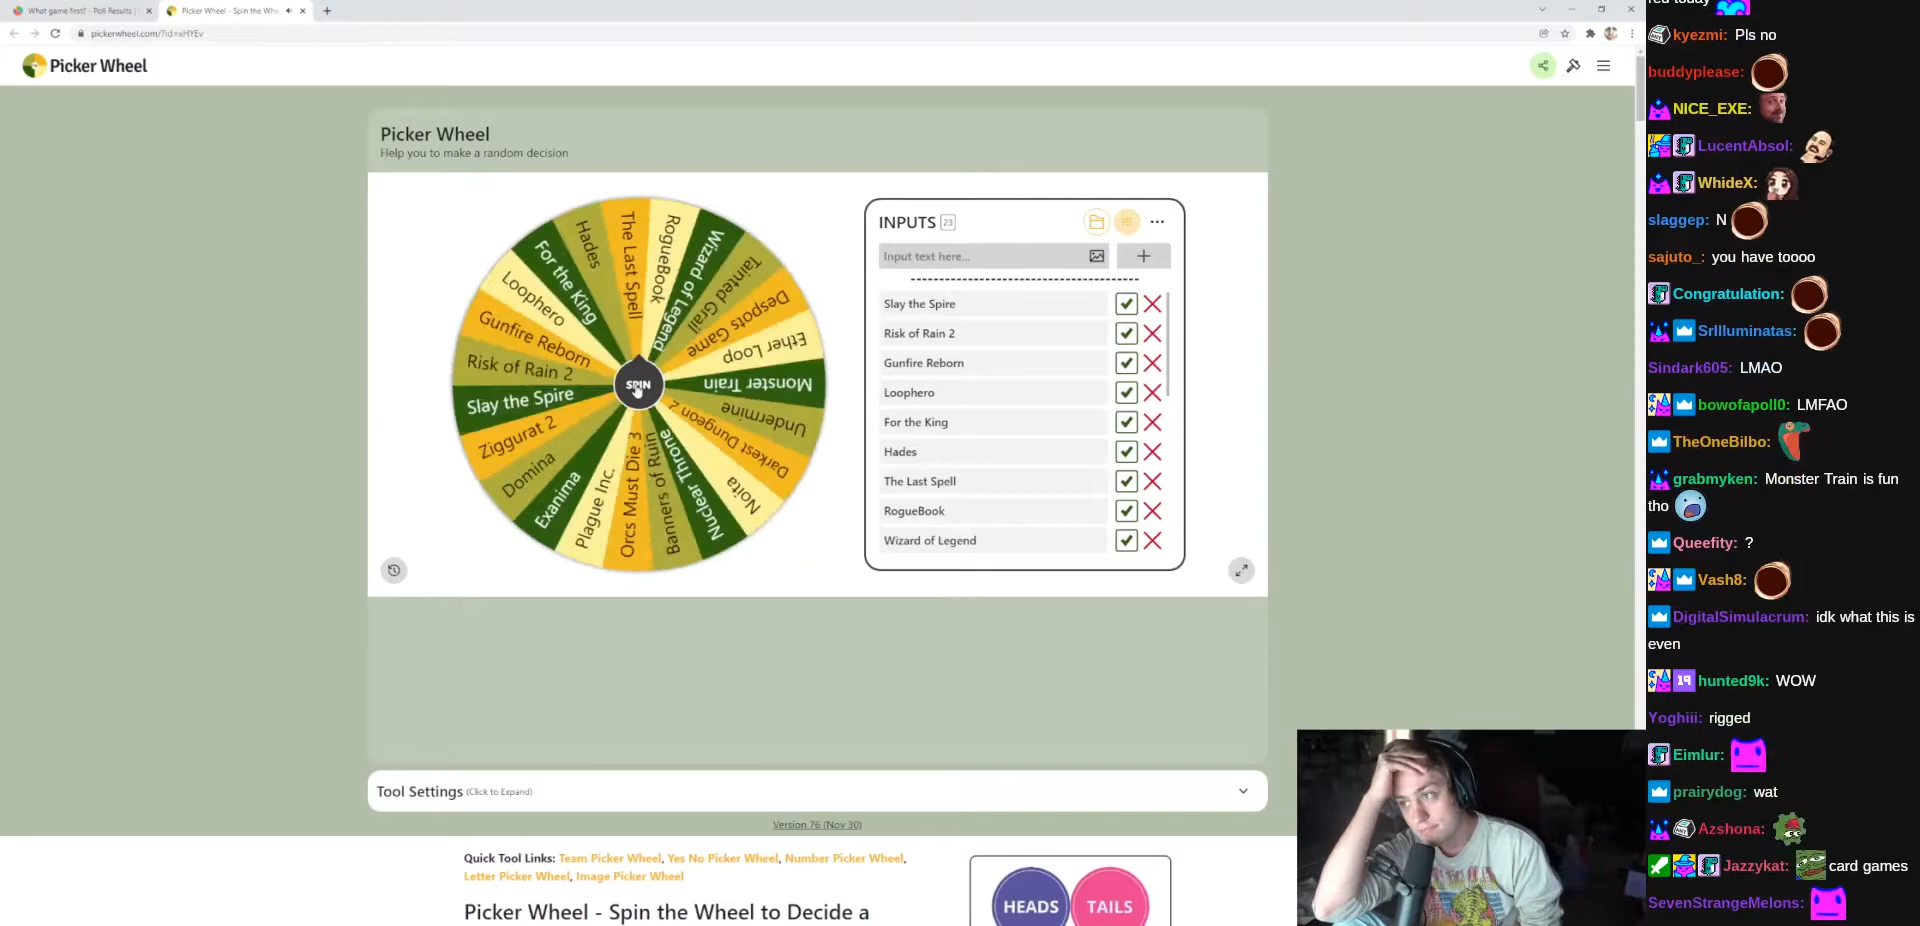 What game first? - Poll Results
Picker Wheel - Spin the Whe
pickerwheel.com/?id=xHYEv
Picker Wheel
Picker Wheel
Help you to make a random decision
The Last Spell
RogueBook
Wizard of Legend
Tainted Grail
Despots Game
Ether Loop
Monster Train
Undermine
Darkest Dungeon 2
Noita
Nuclear Throne
Banners of Ruin
Orcs Must Die 3
Plague Inc.
Exanima
Domina
Ziggurat 2
Slay the Spire
Risk of Rain 2
Gunfire Reborn
Loophero
For the King
Hades
SPIN
INPUTS 23
Input text here...
Slay the Spire
Risk of Rain 2
Gunfire Reborn
Loophero
For the King
Hades
The Last Spell
RogueBook
Wizard of Legend
Tool Settings (Click to Expand)
Version 76 (Nov 30)
Quick Tool Links: Team Picker Wheel, Yes No Picker Wheel, Number Picker Wheel,
Letter Picker Wheel, Image Picker Wheel
Picker Wheel - Spin the Wheel to Decide a
HEADS TAILS
kyezmi: Pls no
buddyplease:
NICE_EXE:
LucentAbsol:
WhideX:
slaggep: N
sajuto_: you have toooo
Congratulation:
SrIlluminatas:
Sindark605: LMAO
bowofapoll0: LMFAO
TheOneBilbo:
grabmyken: Monster Train is fun
tho
Queefity: ?
Vash8:
DigitalSimulacrum: idk what this is
even
hunted9k: WOW
Yoghiii: rigged
Eimlur:
prairydog: wat
Azshona:
Jazzykat: card games
SevenStrangeMelons: